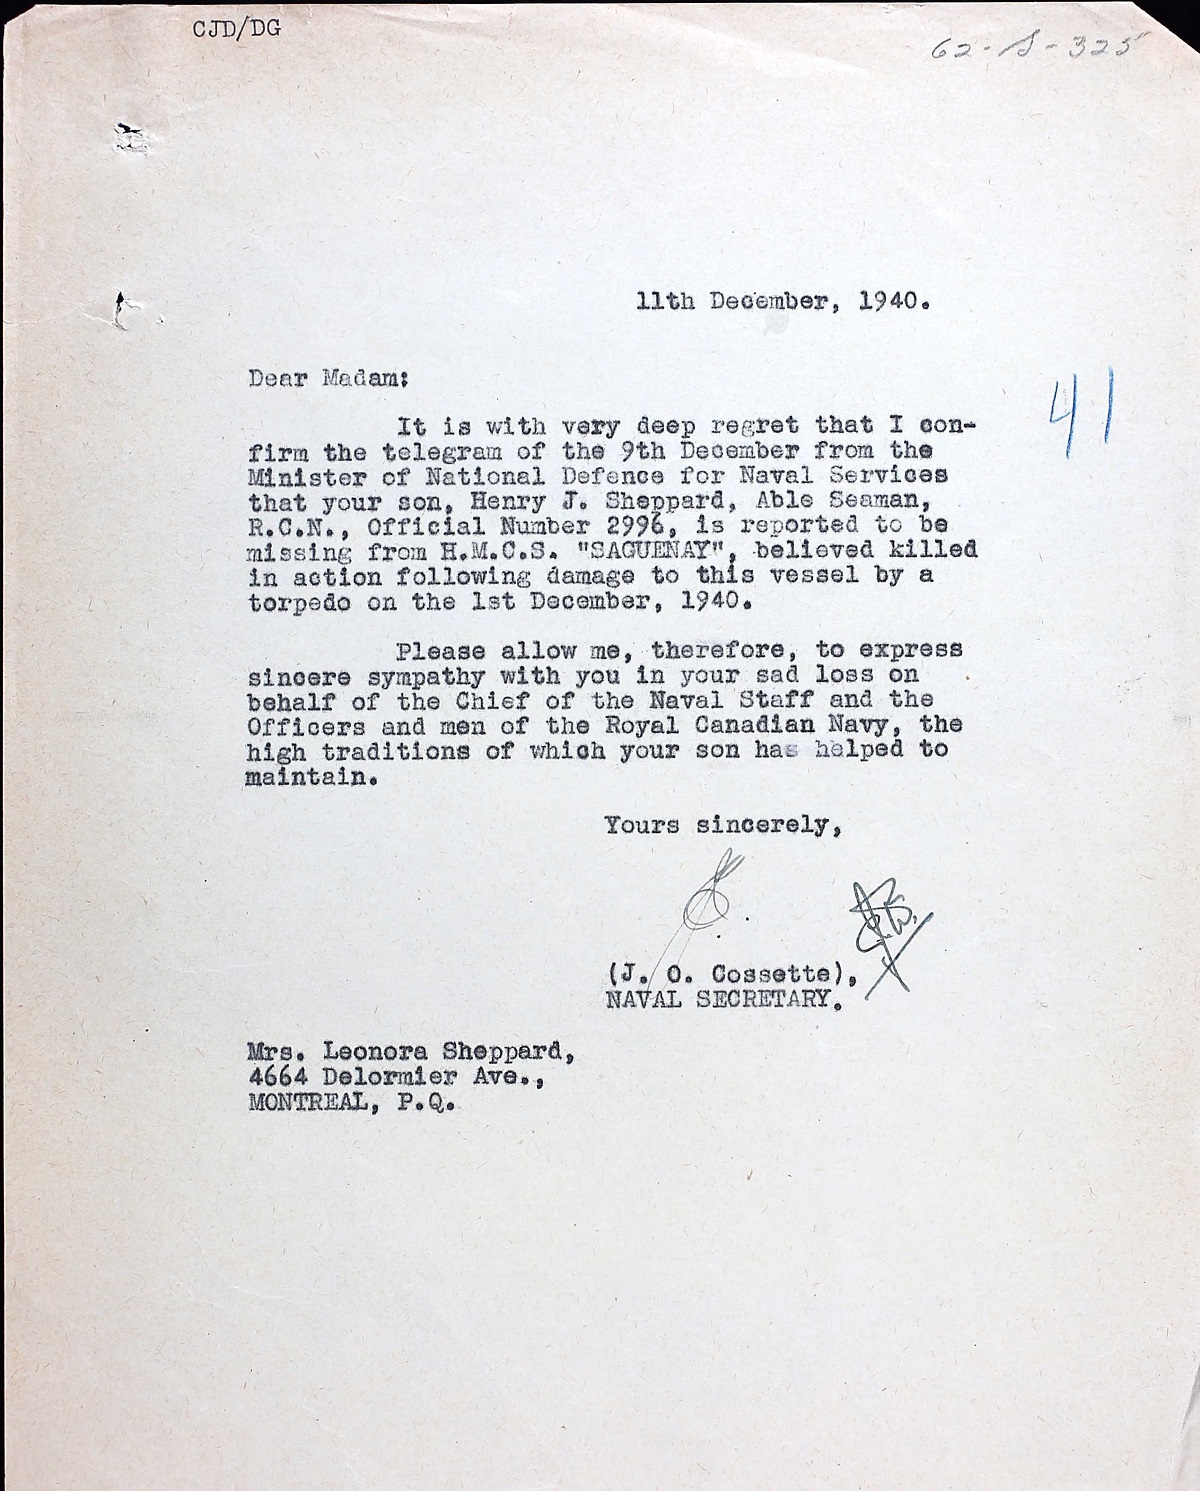 CJD/DG
62-S-325
11th December, 1940.
Dear Madam:
41
It is with very deep regret that I con-
firm the telegram of the 9th December from the
Minister of National Defence for Naval Services
that your son, Henry J. Sheppard, Able Seaman,
R.C.N., Official Number 2996, is reported to be
missing from H.M.C.S. "SAGUENAY", believed killed
in action following damage to this vessel by a
torpedo on the 1st December, 1940.
Please allow me, therefore, to express
sincere sympathy with you in your sad loss on
behalf of the Chief of the Naval Staff and the
Officers and men of the Royal Canadian Navy, the
high traditions of which your son has helped to
maintain.
Yours sincerely,
(J. O. Cossette),
NAVAL SECRETARY.
Mrs. Leonora Sheppard,
4664 Delormier Ave.,
MONTREAL, P.Q.